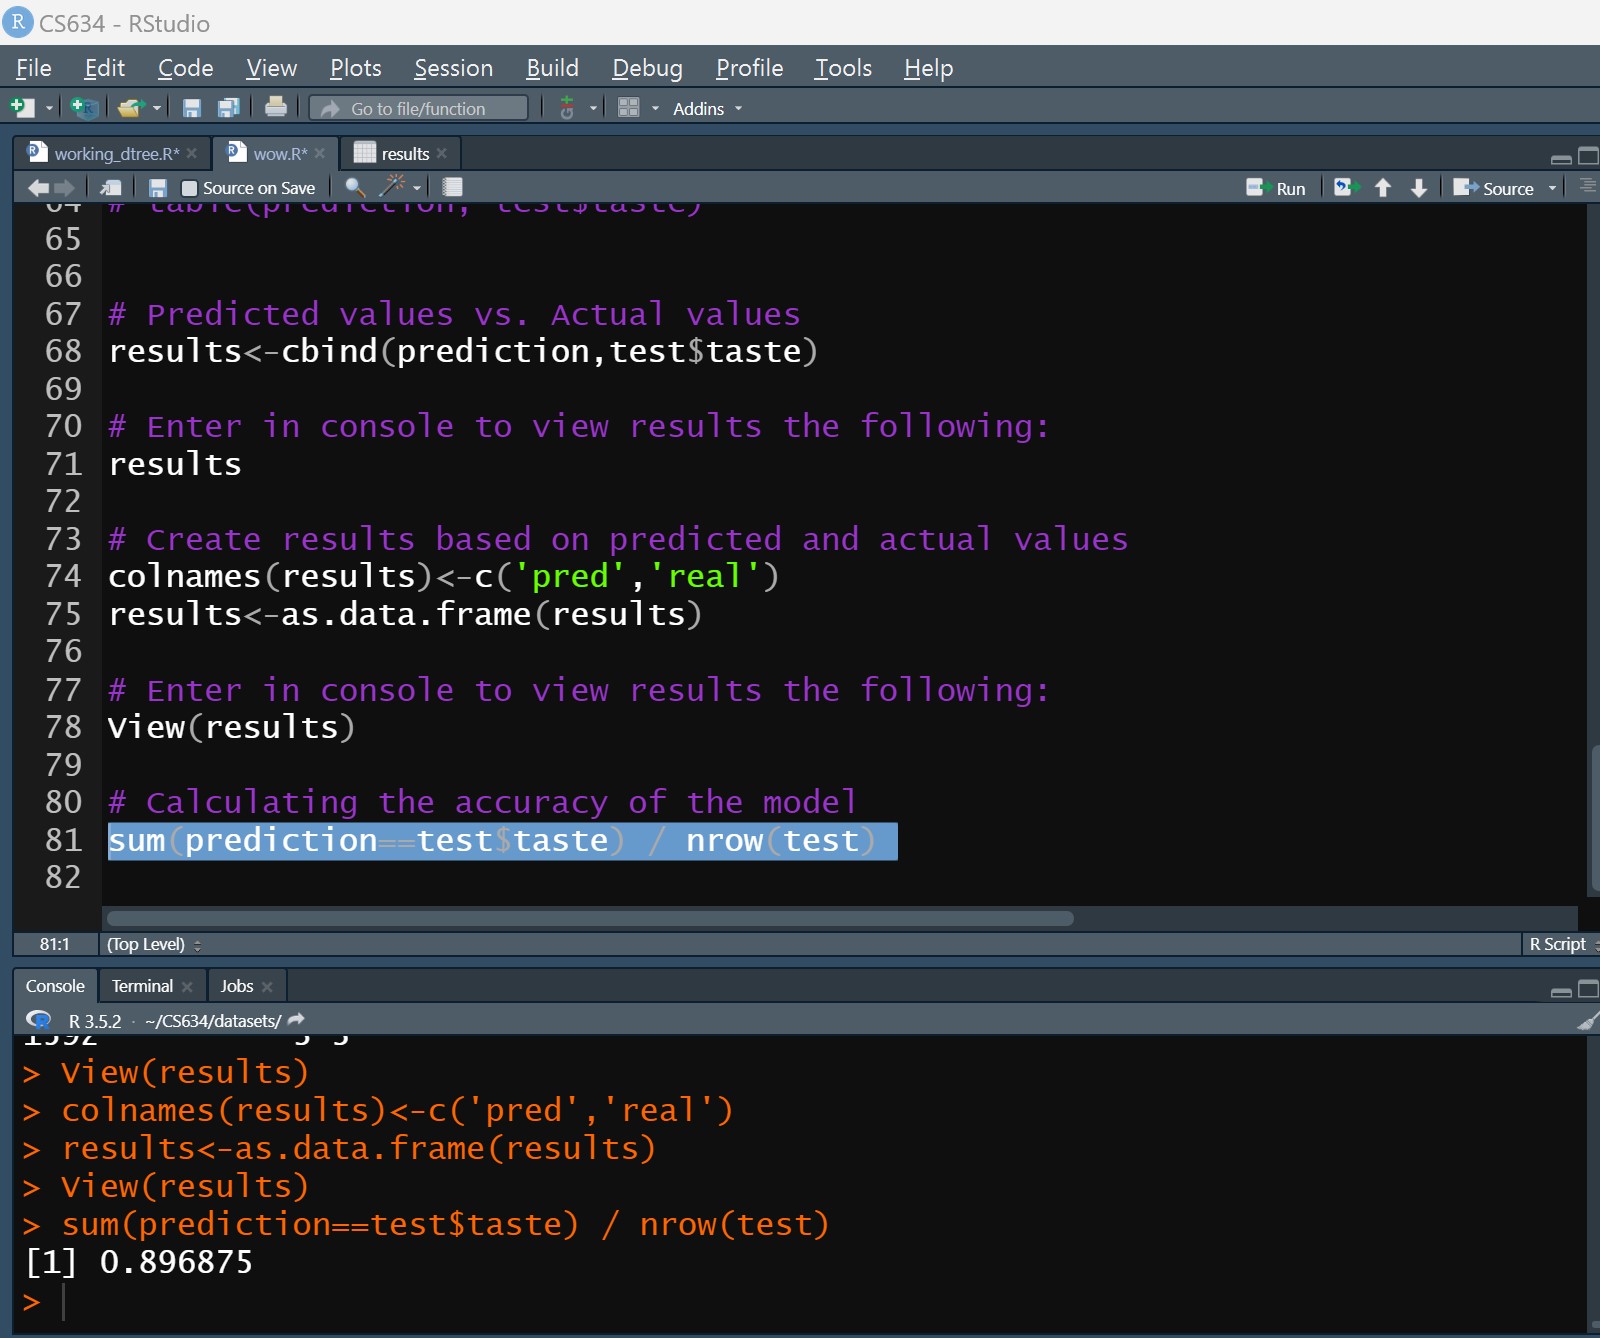 R CS634 - RStudio
File Edit Code View Plots Session Build Debug Profile Tools Help
Go to file/function Addins
working_dtree.R* wow.R* results
Source on Save Run Source
64 # table(prediction, test$taste)
65
66
67 # Predicted values vs. Actual values
68 results<-cbind(prediction,test$taste)
69
70 # Enter in console to view results the following:
71 results
72
73 # Create results based on predicted and actual values
74 colnames(results)<-c('pred','real')
75 results<-as.data.frame(results)
76
77 # Enter in console to view results the following:
78 View(results)
79
80 # Calculating the accuracy of the model
81 sum(prediction==test$taste) / nrow(test)
82
81:1 (Top Level) R Script
Console Terminal Jobs
R R 3.5.2 · ~/CS634/datasets/
1592 5 5
> View(results)
> colnames(results)<-c('pred','real')
> results<-as.data.frame(results)
> View(results)
> sum(prediction==test$taste) / nrow(test)
[1] 0.896875
>